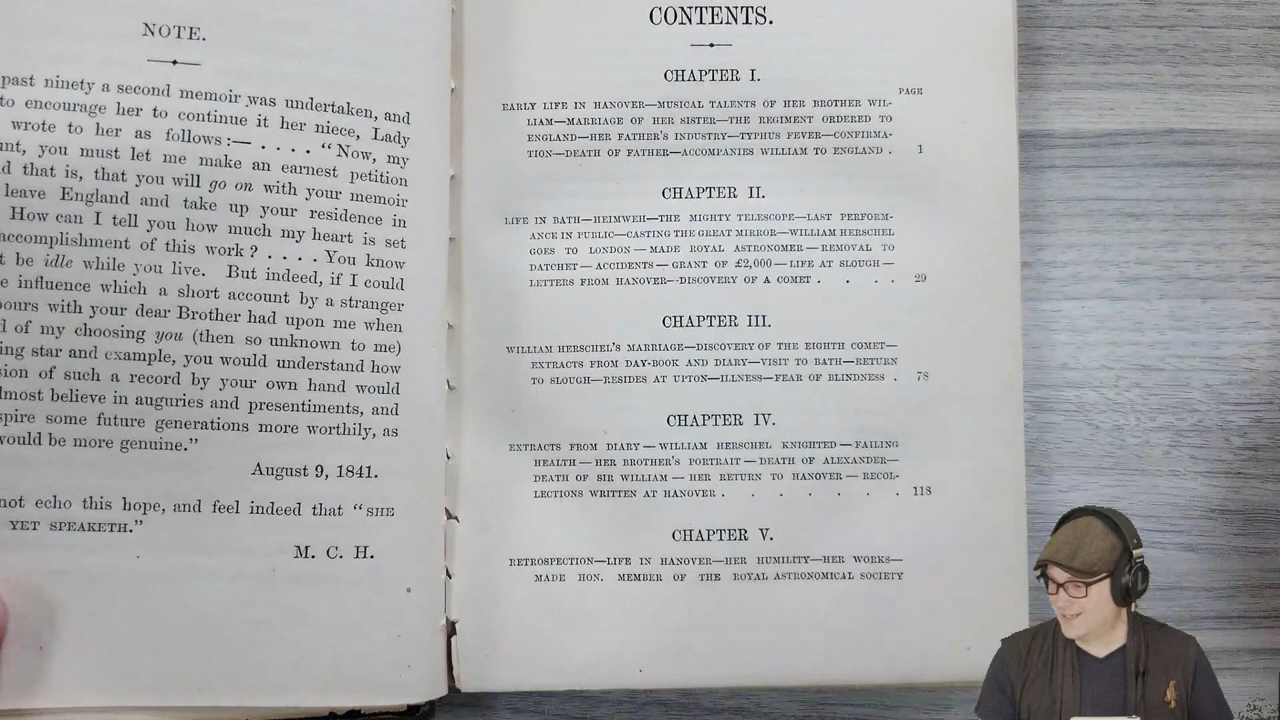 NOTE.
past ninety a second memoir was undertaken, and
to encourage her to continue it her niece, Lady
wrote to her as follows:— . . . . "Now, my
nt, you must let me make an earnest petition
d that is, that you will go on with your memoir
leave England and take up your residence in
How can I tell you how much my heart is set
accomplishment of this work? . . . . You know
t be idle while you live. But indeed, if I could
e influence which a short account by a stranger
ours with your dear Brother had upon me when
d of my choosing you (then so unknown to me)
ing star and example, you would understand how
sion of such a record by your own hand would
lmost believe in auguries and presentiments, and
spire some future generations more worthily, as
would be more genuine."
August 9, 1841.
not echo this hope, and feel indeed that "SHE
YET SPEAKETH."
M. C. H.
CONTENTS.
CHAPTER I.
PAGE
EARLY LIFE IN HANOVER—MUSICAL TALENTS OF HER BROTHER WIL-
LIAM—MARRIAGE OF HER SISTER—THE REGIMENT ORDERED TO
ENGLAND—HER FATHER'S INDUSTRY—TYPHUS FEVER—CONFIRMA-
TION—DEATH OF FATHER—ACCOMPANIES WILLIAM TO ENGLAND . 1
CHAPTER II.
LIFE IN BATH—HEIMWEH—THE MIGHTY TELESCOPE—LAST PERFORM-
ANCE IN PUBLIC—CASTING THE GREAT MIRROR—WILLIAM HERSCHEL
GOES TO LONDON—MADE ROYAL ASTRONOMER—REMOVAL TO
DATCHET—ACCIDENTS—GRANT OF £2,000—LIFE AT SLOUGH—
LETTERS FROM HANOVER—DISCOVERY OF A COMET . . . . 29
CHAPTER III.
WILLIAM HERSCHEL'S MARRIAGE—DISCOVERY OF THE EIGHTH COMET—
EXTRACTS FROM DAY-BOOK AND DIARY—VISIT TO BATH—RETURN
TO SLOUGH—RESIDES AT UPTON—ILLNESS—FEAR OF BLINDNESS . 78
CHAPTER IV.
EXTRACTS FROM DIARY—WILLIAM HERSCHEL KNIGHTED—FAILING
HEALTH—HER BROTHER'S PORTRAIT—DEATH OF ALEXANDER—
DEATH OF SIR WILLIAM—HER RETURN TO HANOVER—RECOL-
LECTIONS WRITTEN AT HANOVER . . . . . . . 118
CHAPTER V.
RETROSPECTION—LIFE IN HANOVER—HER HUMILITY—HER WORKS—
MADE HON. MEMBER OF THE ROYAL ASTRONOMICAL SOCIETY